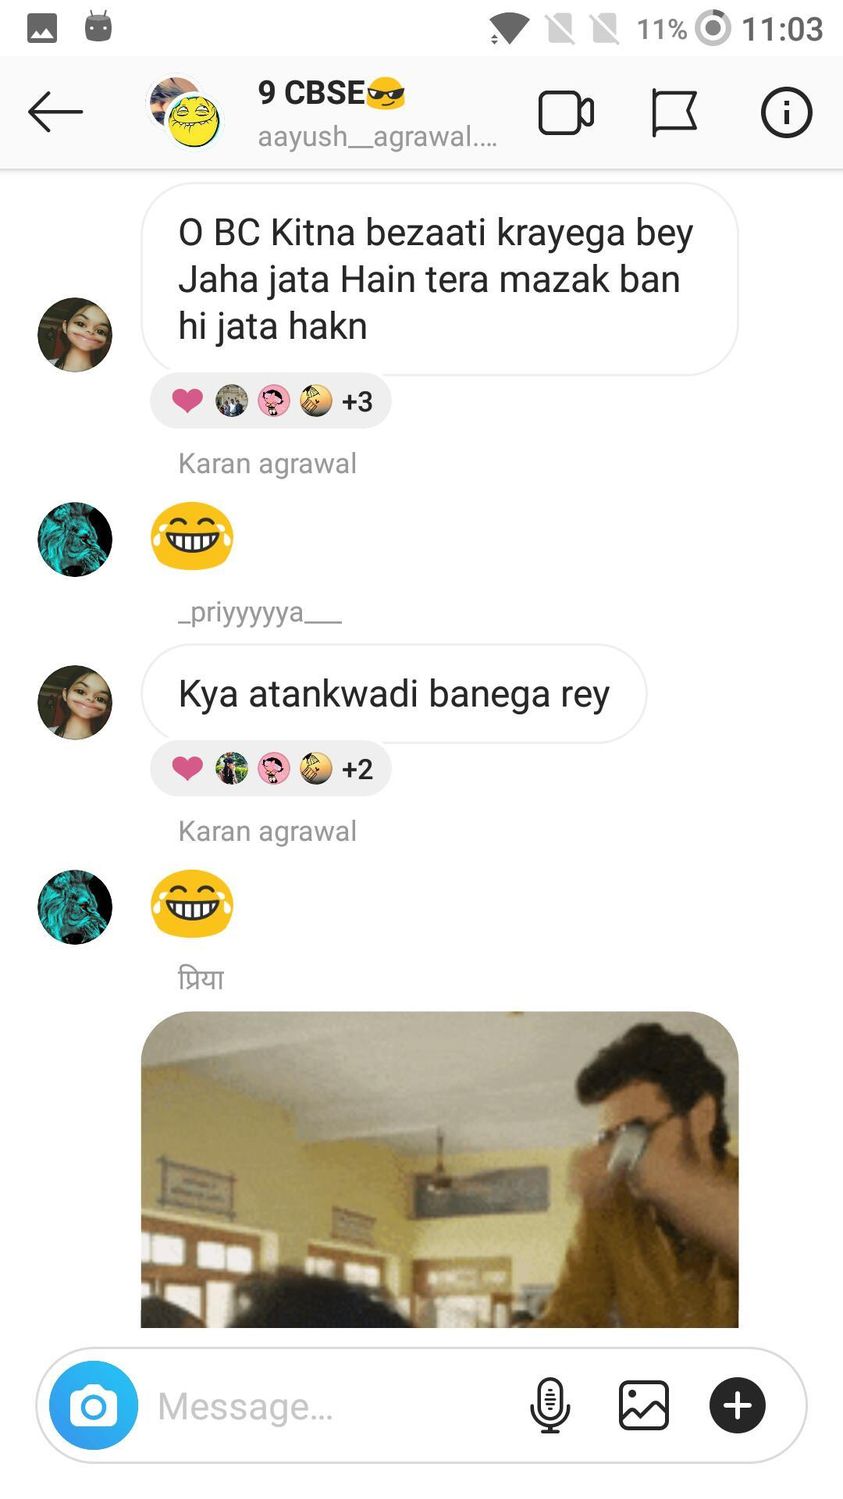 11% 11:03
9 CBSE😎
aayush__agrawal....
O BC Kitna bezaati krayega bey
Jaha jata Hain tera mazak ban
hi jata hakn
+3
Karan agrawal
😂
_priyyyyya___
Kya atankwadi banega rey
+2
Karan agrawal
😂
प्रिया
Message...